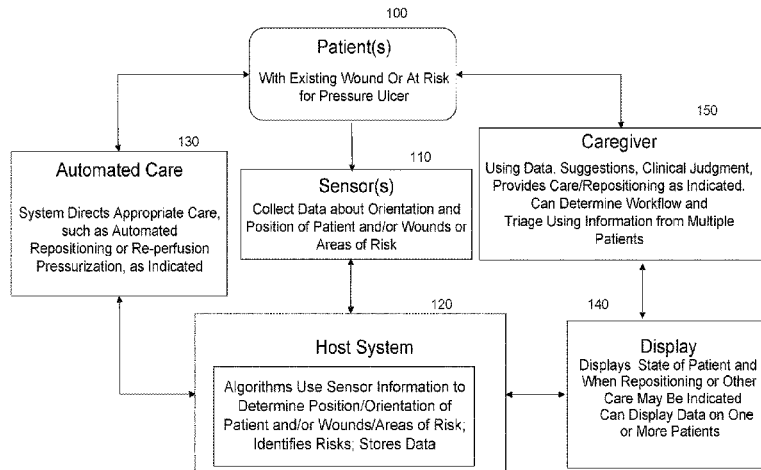 100
Patient(s)
With Existing Wound Or At Risk
for Pressure Ulcer
130
Automated Care
System Directs Appropriate Care,
such as Automated
Repositioning or Re-perfusion
Pressurization, as Indicated
110
Sensor(s)
Collect Data about Orientation and
Position of Patient and/or Wounds or
Areas of Risk
150
Caregiver
Using Data. Suggestions, Clinical Judgment,
Provides Care/Repositioning as Indicated.
Can Determine Workflow and
Triage Using Information from Multiple
Patients
120
Host System
Algorithms Use Sensor Information to
Determine Position/Orientation of
Patient and/or Wounds/Areas of Risk;
Identifies Risks; Stores Data
140
Display
Displays State of Patient and
When Repositioning or Other
Care May Be Indicated
Can Display Data on One
or More Patients